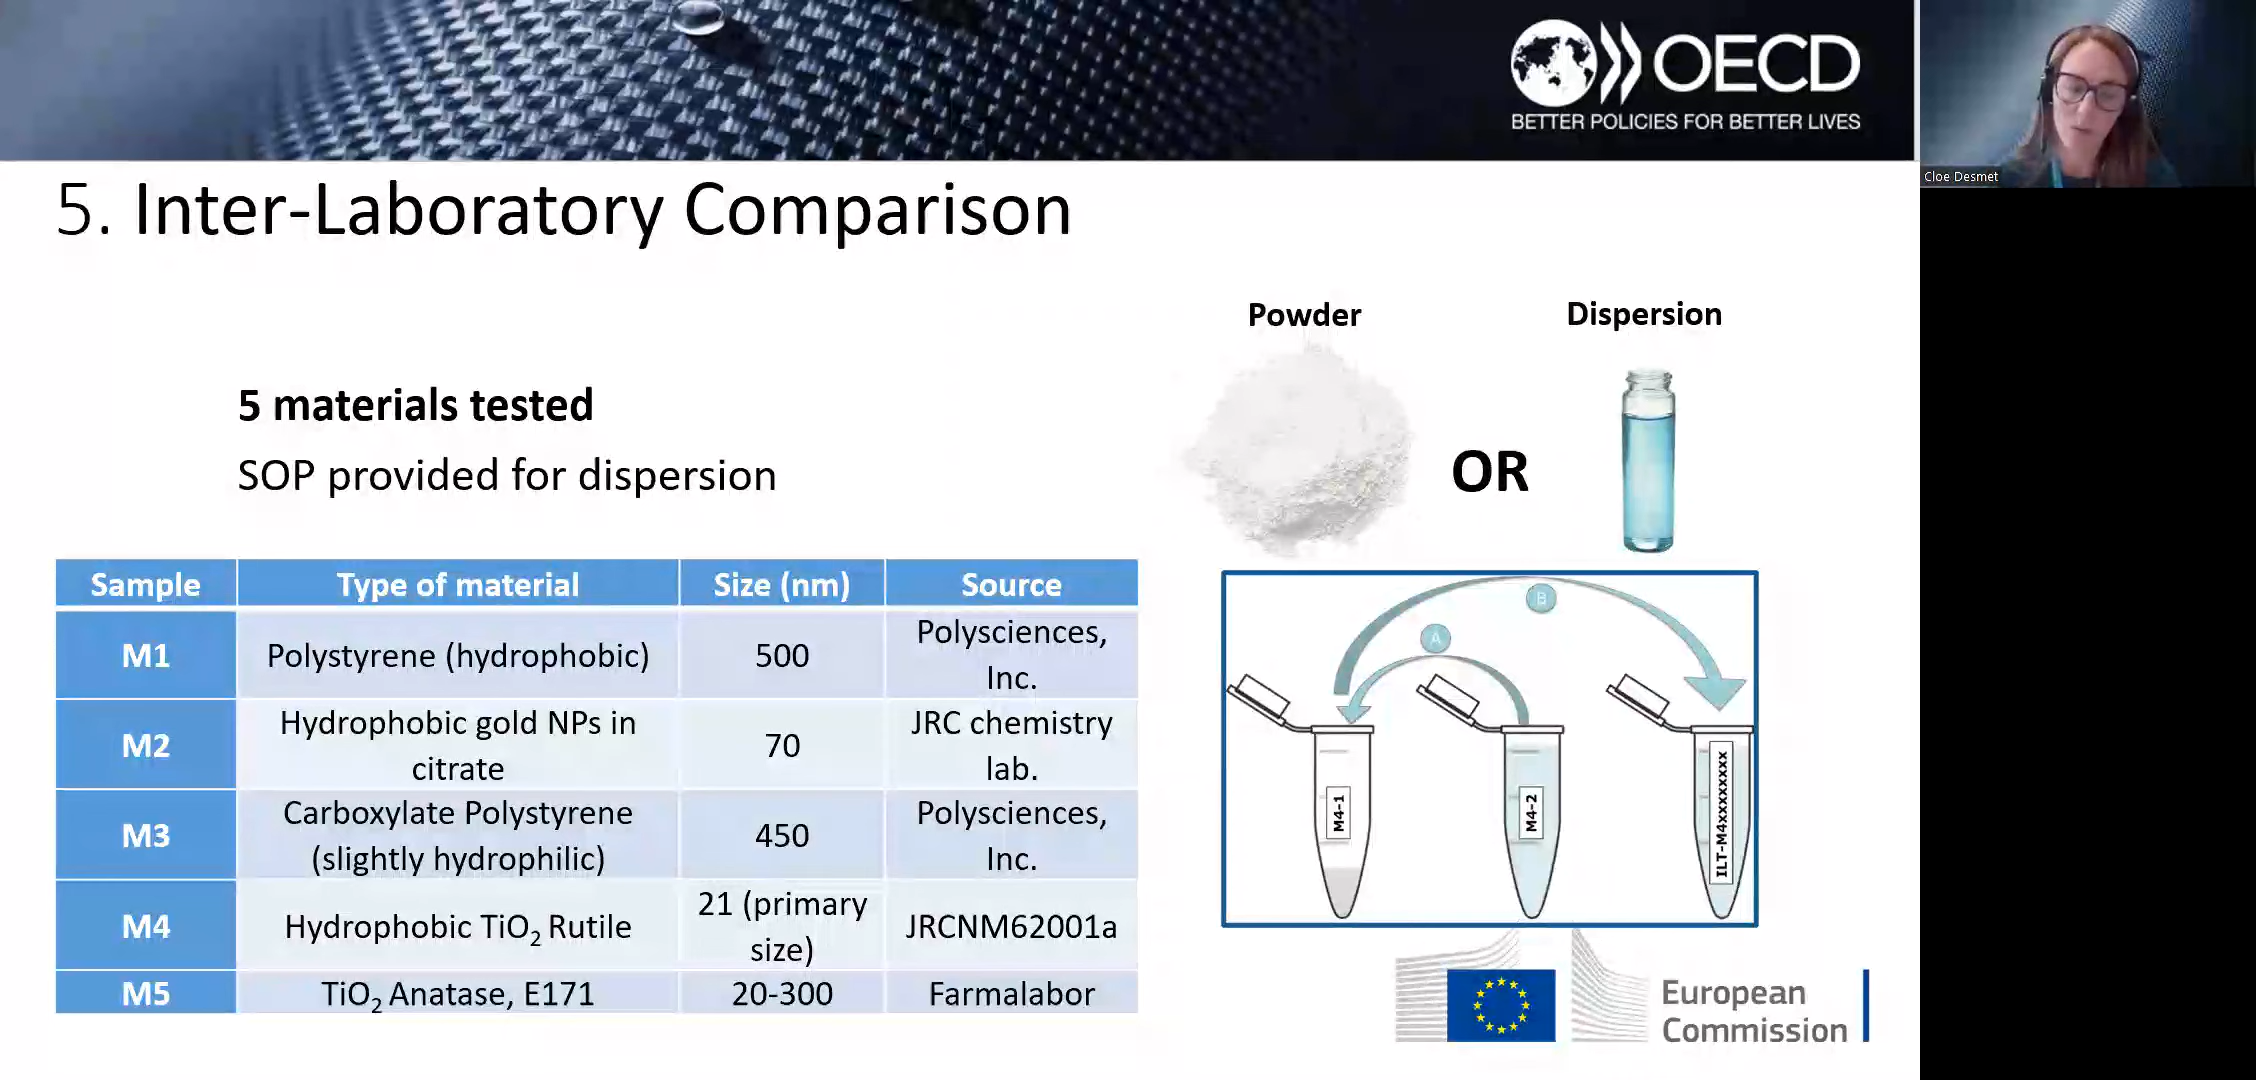 OECD
BETTER POLICIES FOR BETTER LIVES
Cloe Desmet
5. Inter-Laboratory Comparison
5 materials tested
SOP provided for dispersion
Powder
Dispersion
OR
Sample Type of material Size (nm) Source
M1 Polystyrene (hydrophobic) 500 Polysciences,
Inc.
M2 Hydrophobic gold NPs in
citrate 70 JRC chemistry
lab.
M3 Carboxylate Polystyrene
(slightly hydrophilic) 450 Polysciences,
Inc.
M4 Hydrophobic TiO₂ Rutile 21 (primary
size) JRCNM62001a
M5 TiO₂ Anatase, E171 20-300 Farmalabor
B
A
M4-1
M4-2
ILT-M4xxxxxxxxx
European
Commission